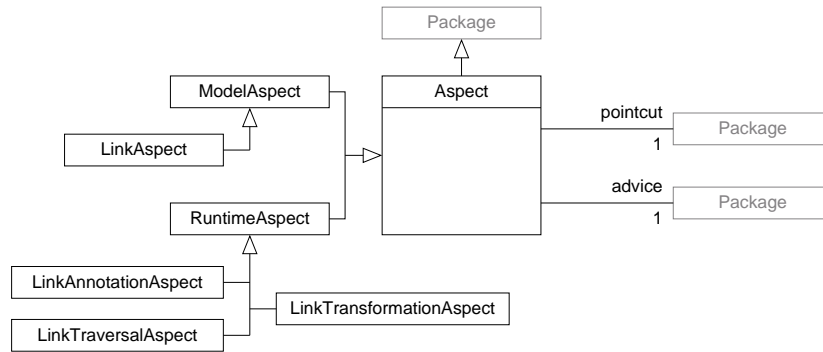 Package
ModelAspect
Aspect
pointcut
Package
1
LinkAspect
advice
Package
1
RuntimeAspect
LinkAnnotationAspect
LinkTransformationAspect
LinkTraversalAspect